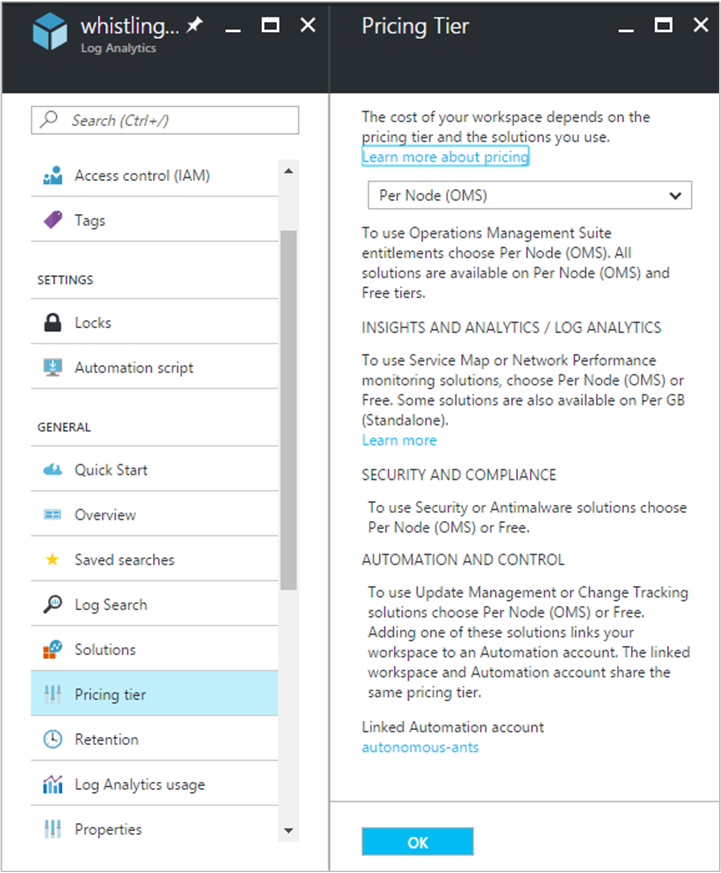 whistling...
Log Analytics
Search (Ctrl+/)
Access control (IAM)
Tags
SETTINGS
Locks
Automation script
GENERAL
Quick Start
Overview
Saved searches
Log Search
Solutions
Pricing tier
Retention
Log Analytics usage
Properties
Pricing Tier
The cost of your workspace depends on the
pricing tier and the solutions you use.
Learn more about pricing
Per Node (OMS)
To use Operations Management Suite
entitlements choose Per Node (OMS). All
solutions are available on Per Node (OMS) and
Free tiers.
INSIGHTS AND ANALYTICS / LOG ANALYTICS
To use Service Map or Network Performance
monitoring solutions, choose Per Node (OMS) or
Free. Some solutions are also available on Per GB
(Standalone).
Learn more
SECURITY AND COMPLIANCE
To use Security or Antimalware solutions choose
Per Node (OMS) or Free.
AUTOMATION AND CONTROL
To use Update Management or Change Tracking
solutions choose Per Node (OMS) or Free.
Adding one of these solutions links your
workspace to an Automation account. The linked
workspace and Automation account share the
same pricing tier.
Linked Automation account
autonomous-ants
OK